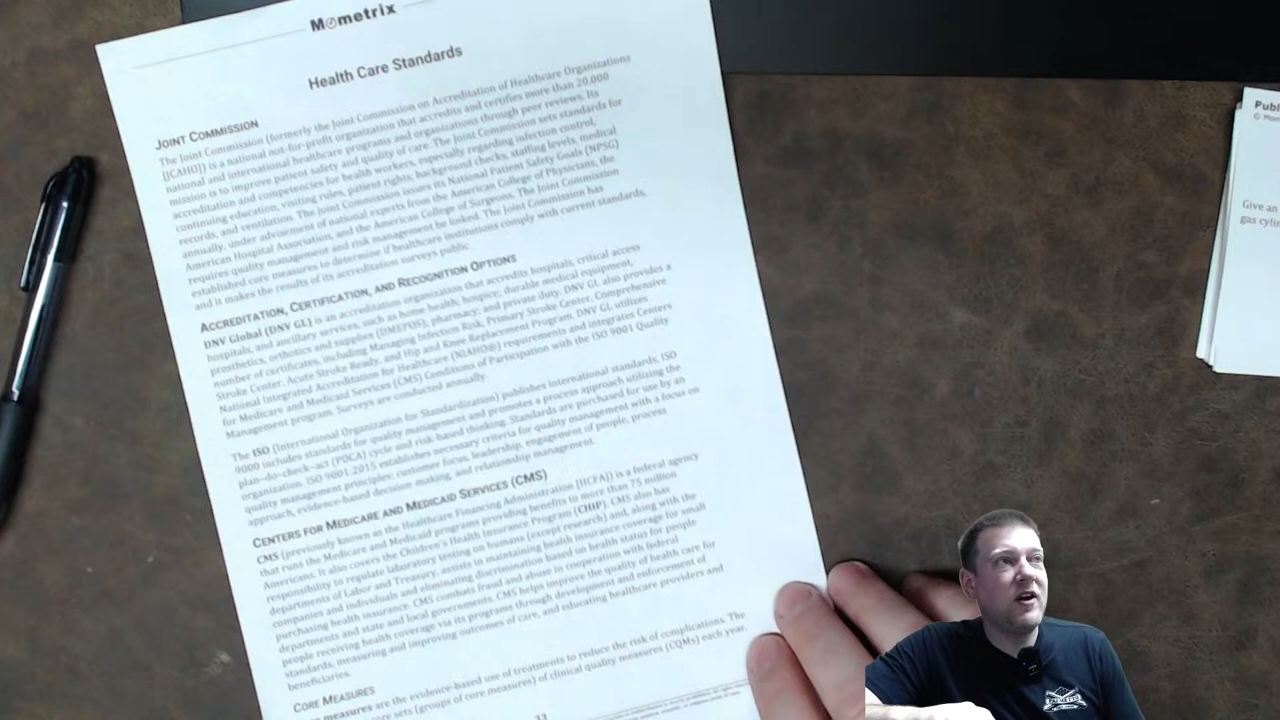 Mometrix
Health Care Standards
JOINT COMMISSION
The Joint Commission (formerly the Joint Commission on Accreditation of Healthcare Organizations
[JCAHO]) is a national not-for-profit organization that accredits and certifies more than 20,000
national and international healthcare programs and organizations through peer reviews. Its
mission is to improve patient safety and quality of care. The Joint Commission sets standards for
accreditation and competencies for health workers, especially regarding infection control,
continuing education, visiting rules, patient rights, background checks, staffing levels, medical
records, and ventilation. The Joint Commission issues its National Patient Safety Goals (NPSG)
annually, under advisement of national experts from the American College of Physicians, the
American Hospital Association, and the American College of Surgeons. The Joint Commission
requires quality management and risk management be linked. The Joint Commission has
established core measures to determine if healthcare institutions comply with current standards,
and it makes the results of its accreditation surveys public
ACCREDITATION, CERTIFICATION, AND RECOGNITION OPTIONS
DNV Global (DNV GL) is an accreditation organization that accredits hospitals, critical access
hospitals, and ancillary services, such as home health, hospice, durable medical equipment,
prosthetics, orthotics and supplies (DMEPOS), pharmacy, and private duty. DNV GL also provides a
number of certificates, including Managing Infection Risk, Primary Stroke Center, Comprehensive
Stroke Center, Acute Stroke Ready, and Hip and Knee Replacement Program. DNV GL utilizes
National Integrated Accreditation for Healthcare (NIAHO®) requirements and integrates Centers
for Medicare and Medicaid Services (CMS) Conditions of Participation with the ISO 9001 Quality
Management program. Surveys are conducted annually.
The ISO (International Organization for Standardization) publishes international standards. ISO
9000 includes standards for quality management and promotes a process approach utilizing the
plan–do–check–act (PDCA) cycle and risk-based thinking. Standards are purchased for use by an
organization. ISO 9001:2015 establishes necessary criteria for quality management with a focus on
quality management principles: customer focus, leadership, engagement of people, process
approach, evidence-based decision-making, and relationship management.
CENTERS FOR MEDICARE AND MEDICAID SERVICES (CMS)
CMS (previously known as the Healthcare Financing Administration [HCFA]) is a federal agency
that runs the Medicare and Medicaid programs providing benefits to more than 75 million
Americans. It also covers the Children's Health Insurance Program (CHIP). CMS also has
responsibility to regulate laboratory testing on humans (except research) and, along with the
departments of Labor and Treasury, assists in maintaining health insurance coverage for small
companies and individuals and eliminating discrimination based on health status for people
purchasing health insurance. CMS combats fraud and abuse in cooperation with federal
departments and state and local governments. CMS helps improve the quality of health care for
people receiving health coverage via its programs through development and enforcement of
standards, measuring and improving outcomes of care, and educating healthcare providers and
beneficiaries.
CORE MEASURES
measures are the evidence-based use of treatments to reduce the risk of complications. The
core sets (groups of core measures) of clinical quality measures (CQMs) each year.
Give an